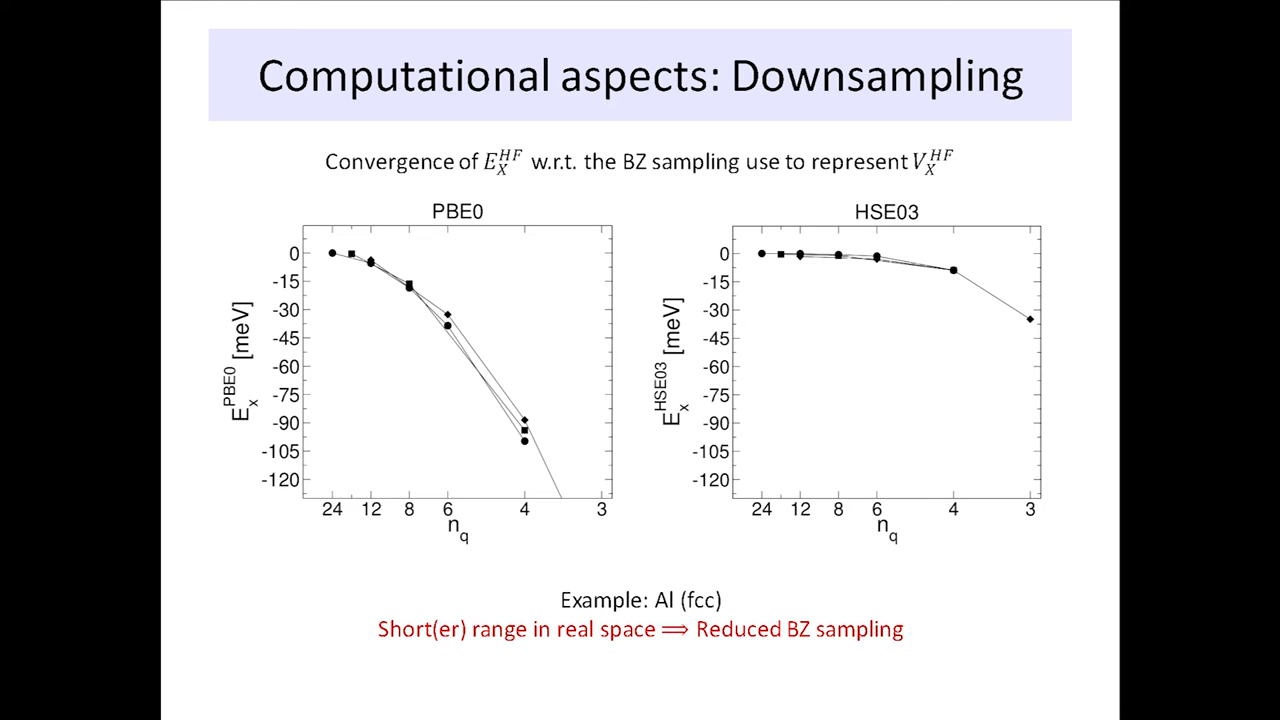 Computational aspects: Downsampling
Convergence of E_X^{HF} w.r.t. the BZ sampling use to represent V_X^{HF}
PBE0
0
-15
-30
-45
-60
-75
-90
-105
-120
E_x^{PBE0} [meV]
24 12 8 6 4 3
n_q
HSE03
0
-15
-30
-45
-60
-75
-90
-105
-120
E_x^{HSE03} [meV]
24 12 8 6 4 3
n_q
Example: Al (fcc)
Short(er) range in real space ⟹ Reduced BZ sampling